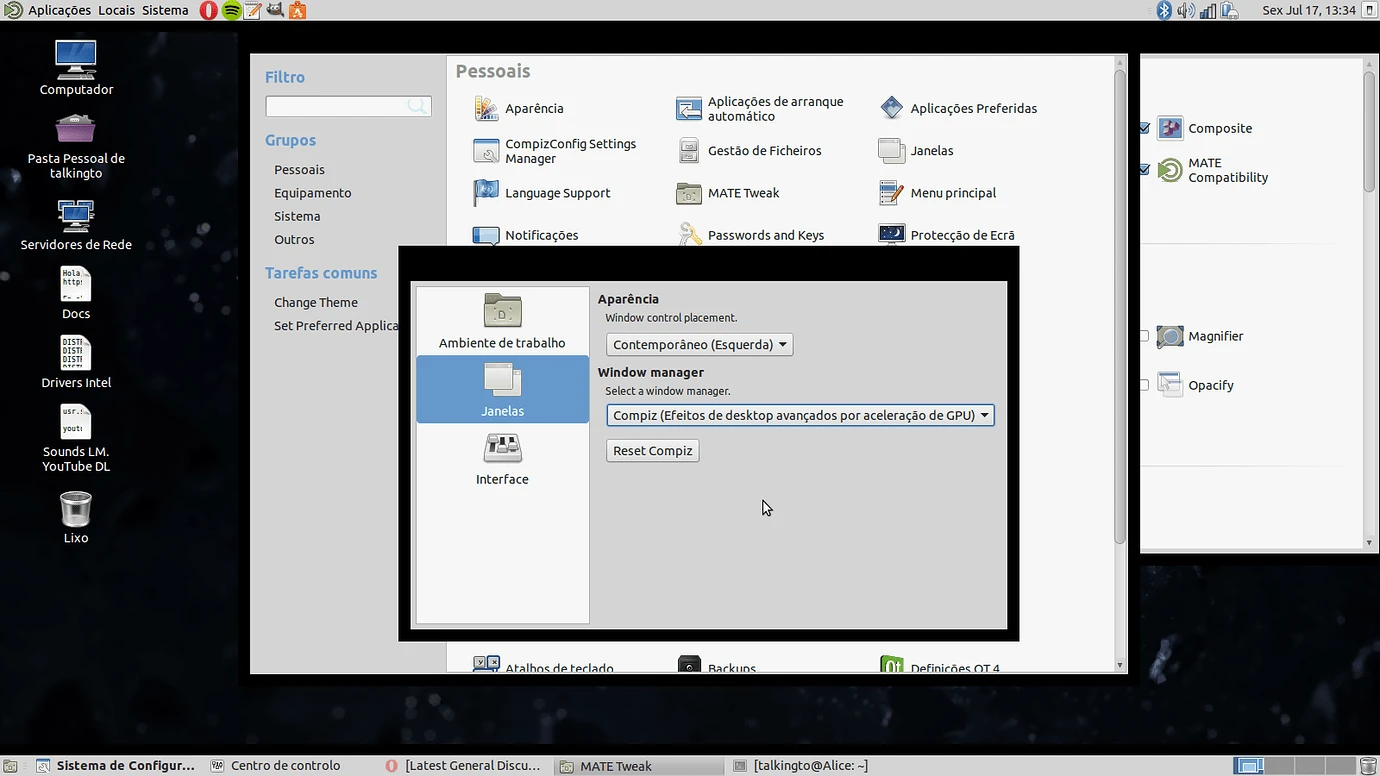 Aplicações Locais Sistema
Sex Jul 17, 13:34
Computador
Pasta Pessoal de
talkingto
Servidores de Rede
Docs
Drivers Intel
Sounds LM.
YouTube DL
Lixo
Filtro
Grupos
Pessoais
Equipamento
Sistema
Outros
Tarefas comuns
Change Theme
Set Preferred Applica
Pessoais
Aparência
Aplicações de arranque
automático
Aplicações Preferidas
CompizConfig Settings
Manager
Gestão de Ficheiros
Janelas
Language Support
MATE Tweak
Menu principal
Notificações
Passwords and Keys
Protecção de Ecrã
Composite
MATE
Compatibility
Magnifier
Opacify
Ambiente de trabalho
Janelas
Interface
Aparência
Window control placement.
Contemporâneo (Esquerda)
Window manager
Select a window manager.
Compiz (Efeitos de desktop avançados por aceleração de GPU)
Reset Compiz
Atalhos de teclado
Backups
Definições QT 4
Sistema de Configur...
Centro de controlo
[Latest General Discu...
MATE Tweak
[talkingto@Alice: ~]